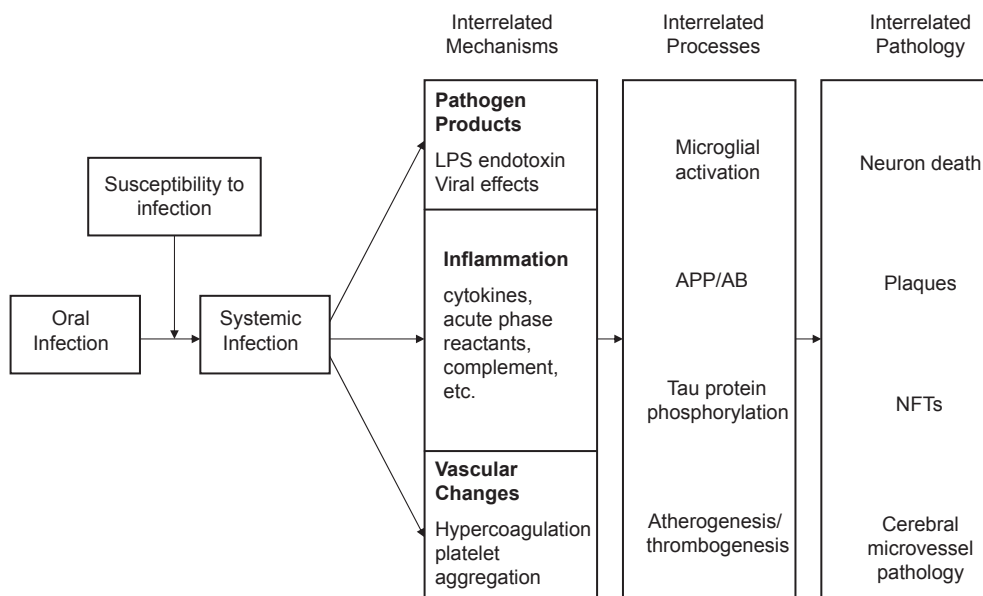 Interrelated
Mechanisms
Interrelated
Processes
Interrelated
Pathology
Susceptibility to
infection
Oral
Infection
Systemic
Infection
Pathogen
Products
LPS endotoxin
Viral effects
Inflammation
cytokines,
acute phase
reactants,
complement,
etc.
Vascular
Changes
Hypercoagulation
platelet
aggregation
Microglial
activation
APP/AB
Tau protein
phosphorylation
Atherogenesis/
thrombogenesis
Neuron death
Plaques
NFTs
Cerebral
microvessel
pathology